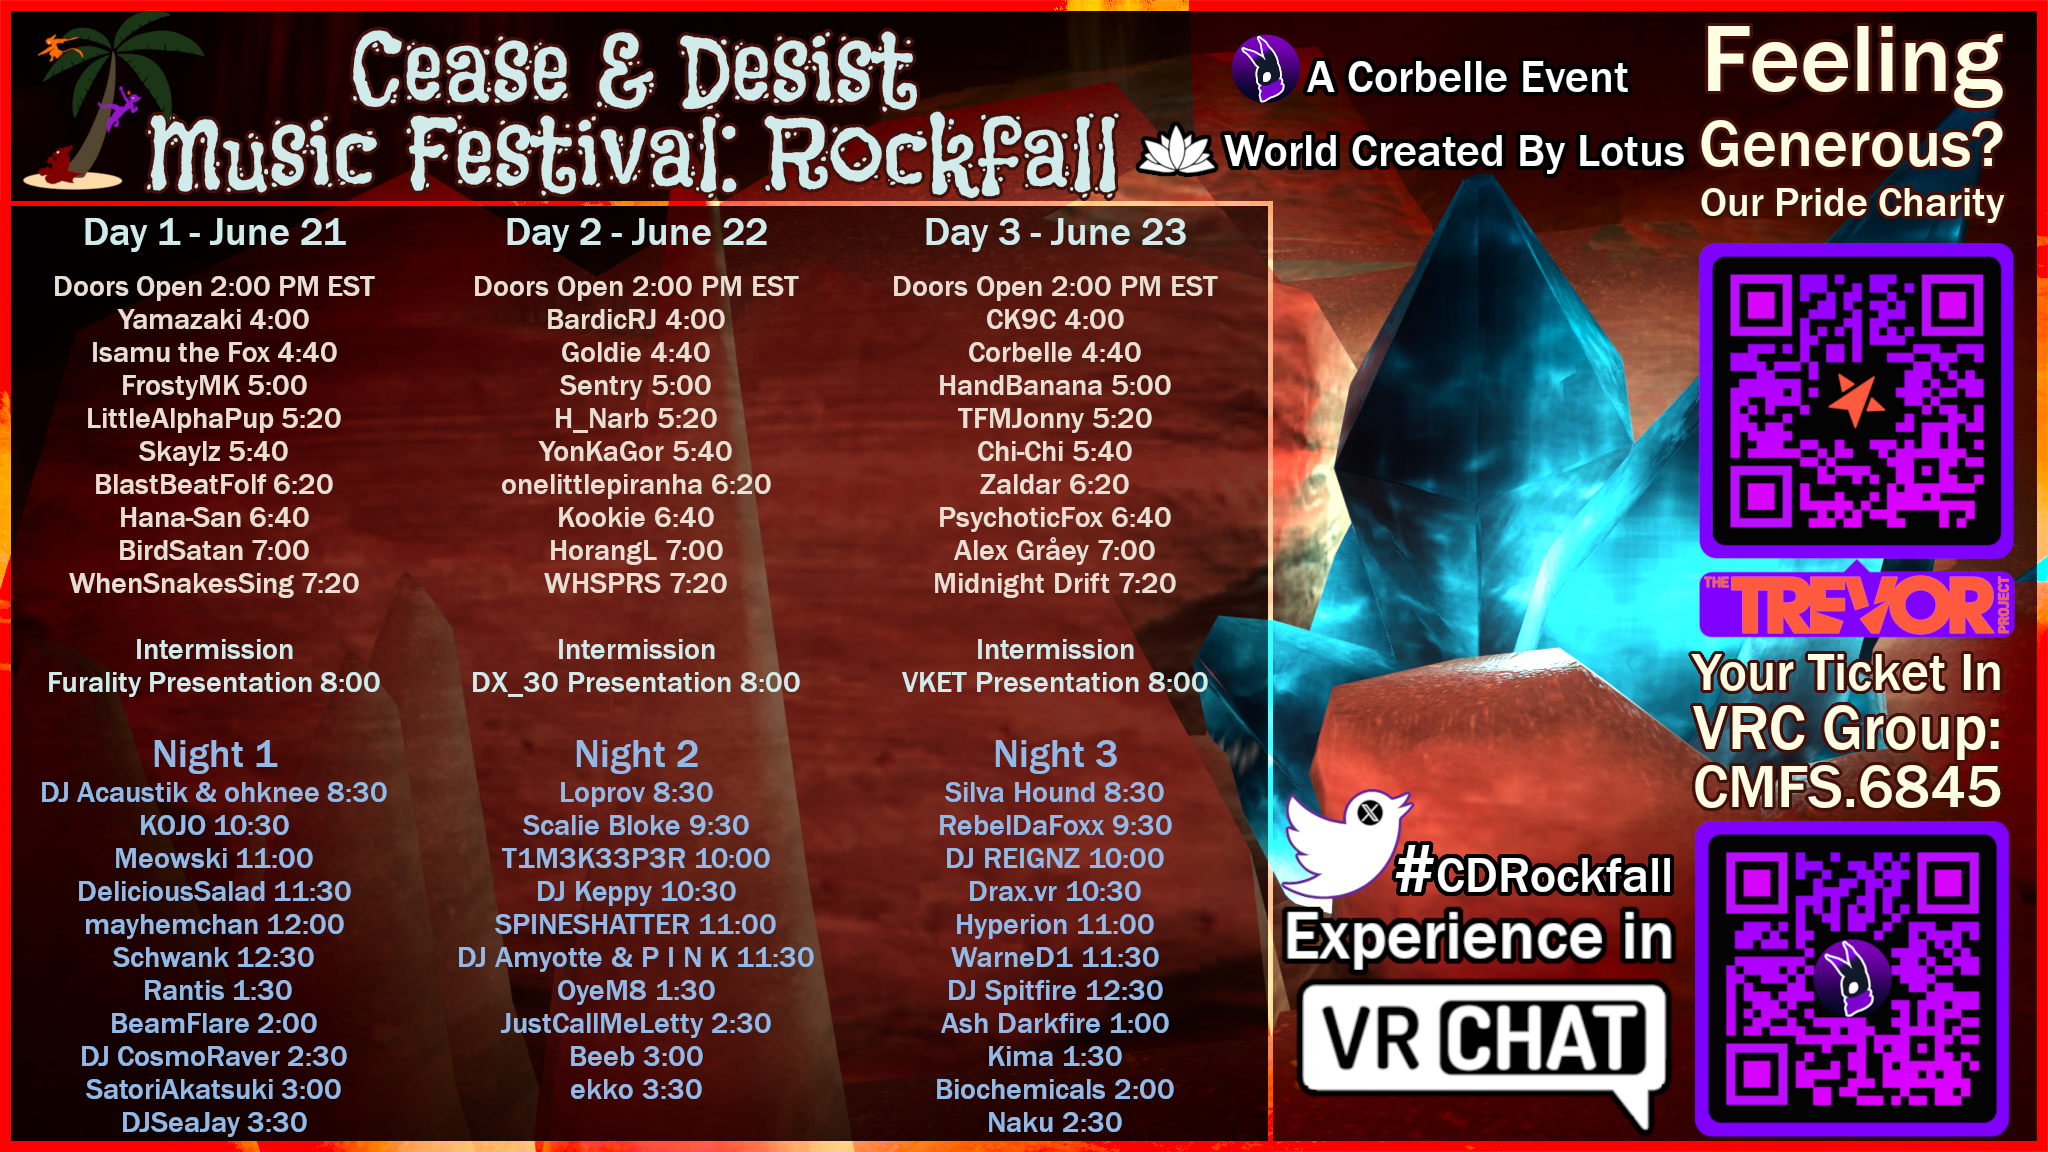 Cease & Desist
Music Festival: Rockfall
A Corbelle Event
World Created By Lotus
Feeling
Generous?
Our Pride Charity
THE TREVOR PROJECT
Your Ticket In
VRC Group:
CMFS.6845
Day 1 - June 21
Doors Open 2:00 PM EST
Yamazaki 4:00
Isamu the Fox 4:40
FrostyMK 5:00
LittleAlphaPup 5:20
Skaylz 5:40
BlastBeatFolf 6:20
Hana-San 6:40
BirdSatan 7:00
WhenSnakesSing 7:20
Intermission
Furality Presentation 8:00
Night 1
DJ Acaustik & ohknee 8:30
KOJO 10:30
Meowski 11:00
DeliciousSalad 11:30
mayhemchan 12:00
Schwank 12:30
Rantis 1:30
BeamFlare 2:00
DJ CosmoRaver 2:30
SatoriAkatsuki 3:00
DJSeaJay 3:30
Day 2 - June 22
Doors Open 2:00 PM EST
BardicRJ 4:00
Goldie 4:40
Sentry 5:00
H_Narb 5:20
YonKaGor 5:40
onelittlepiranha 6:20
Kookie 6:40
HorangL 7:00
WHSPRS 7:20
Intermission
DX_30 Presentation 8:00
Night 2
Loprov 8:30
Scalie Bloke 9:30
T1M3K33P3R 10:00
DJ Keppy 10:30
SPINESHATTER 11:00
DJ Amyotte & P I N K 11:30
OyeM8 1:30
JustCallMeLetty 2:30
Beeb 3:00
ekko 3:30
Day 3 - June 23
Doors Open 2:00 PM EST
CK9C 4:00
Corbelle 4:40
HandBanana 5:00
TFMJonny 5:20
Chi-Chi 5:40
Zaldar 6:20
PsychoticFox 6:40
Alex Gråey 7:00
Midnight Drift 7:20
Intermission
VKET Presentation 8:00
Night 3
Silva Hound 8:30
RebelDaFoxx 9:30
DJ REIGNZ 10:00
Drax.vr 10:30
Hyperion 11:00
WarneD1 11:30
DJ Spitfire 12:30
Ash Darkfire 1:00
Kima 1:30
Biochemicals 2:00
Naku 2:30
X
#CDRockfall
Experience in
VR CHAT